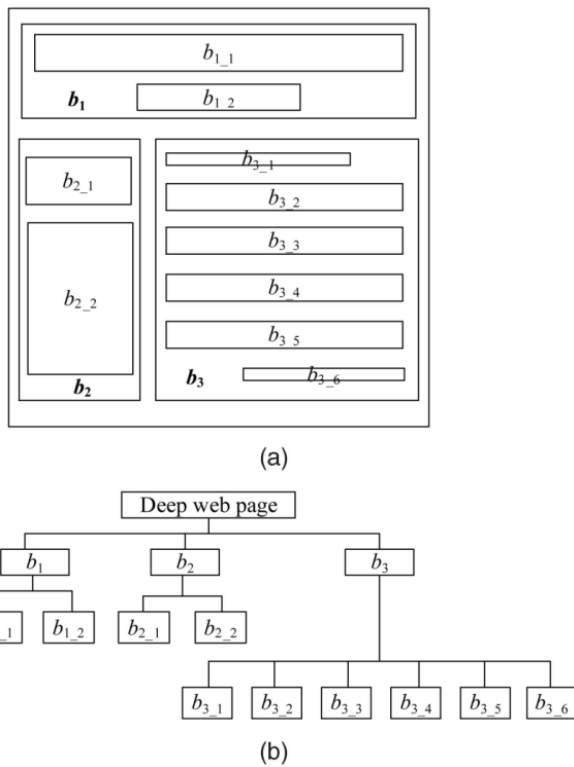 b1_1
b1
b1_2
b2_1
b2_2
b2
b3_1
b3_2
b3_3
b3_4
b3_5
b3
b3_6
(a)
Deep web page
b1 b2 b3
_1 b1_2 b2_1 b2_2
b3_1 b3_2 b3_3 b3_4 b3_5 b3_6
(b)